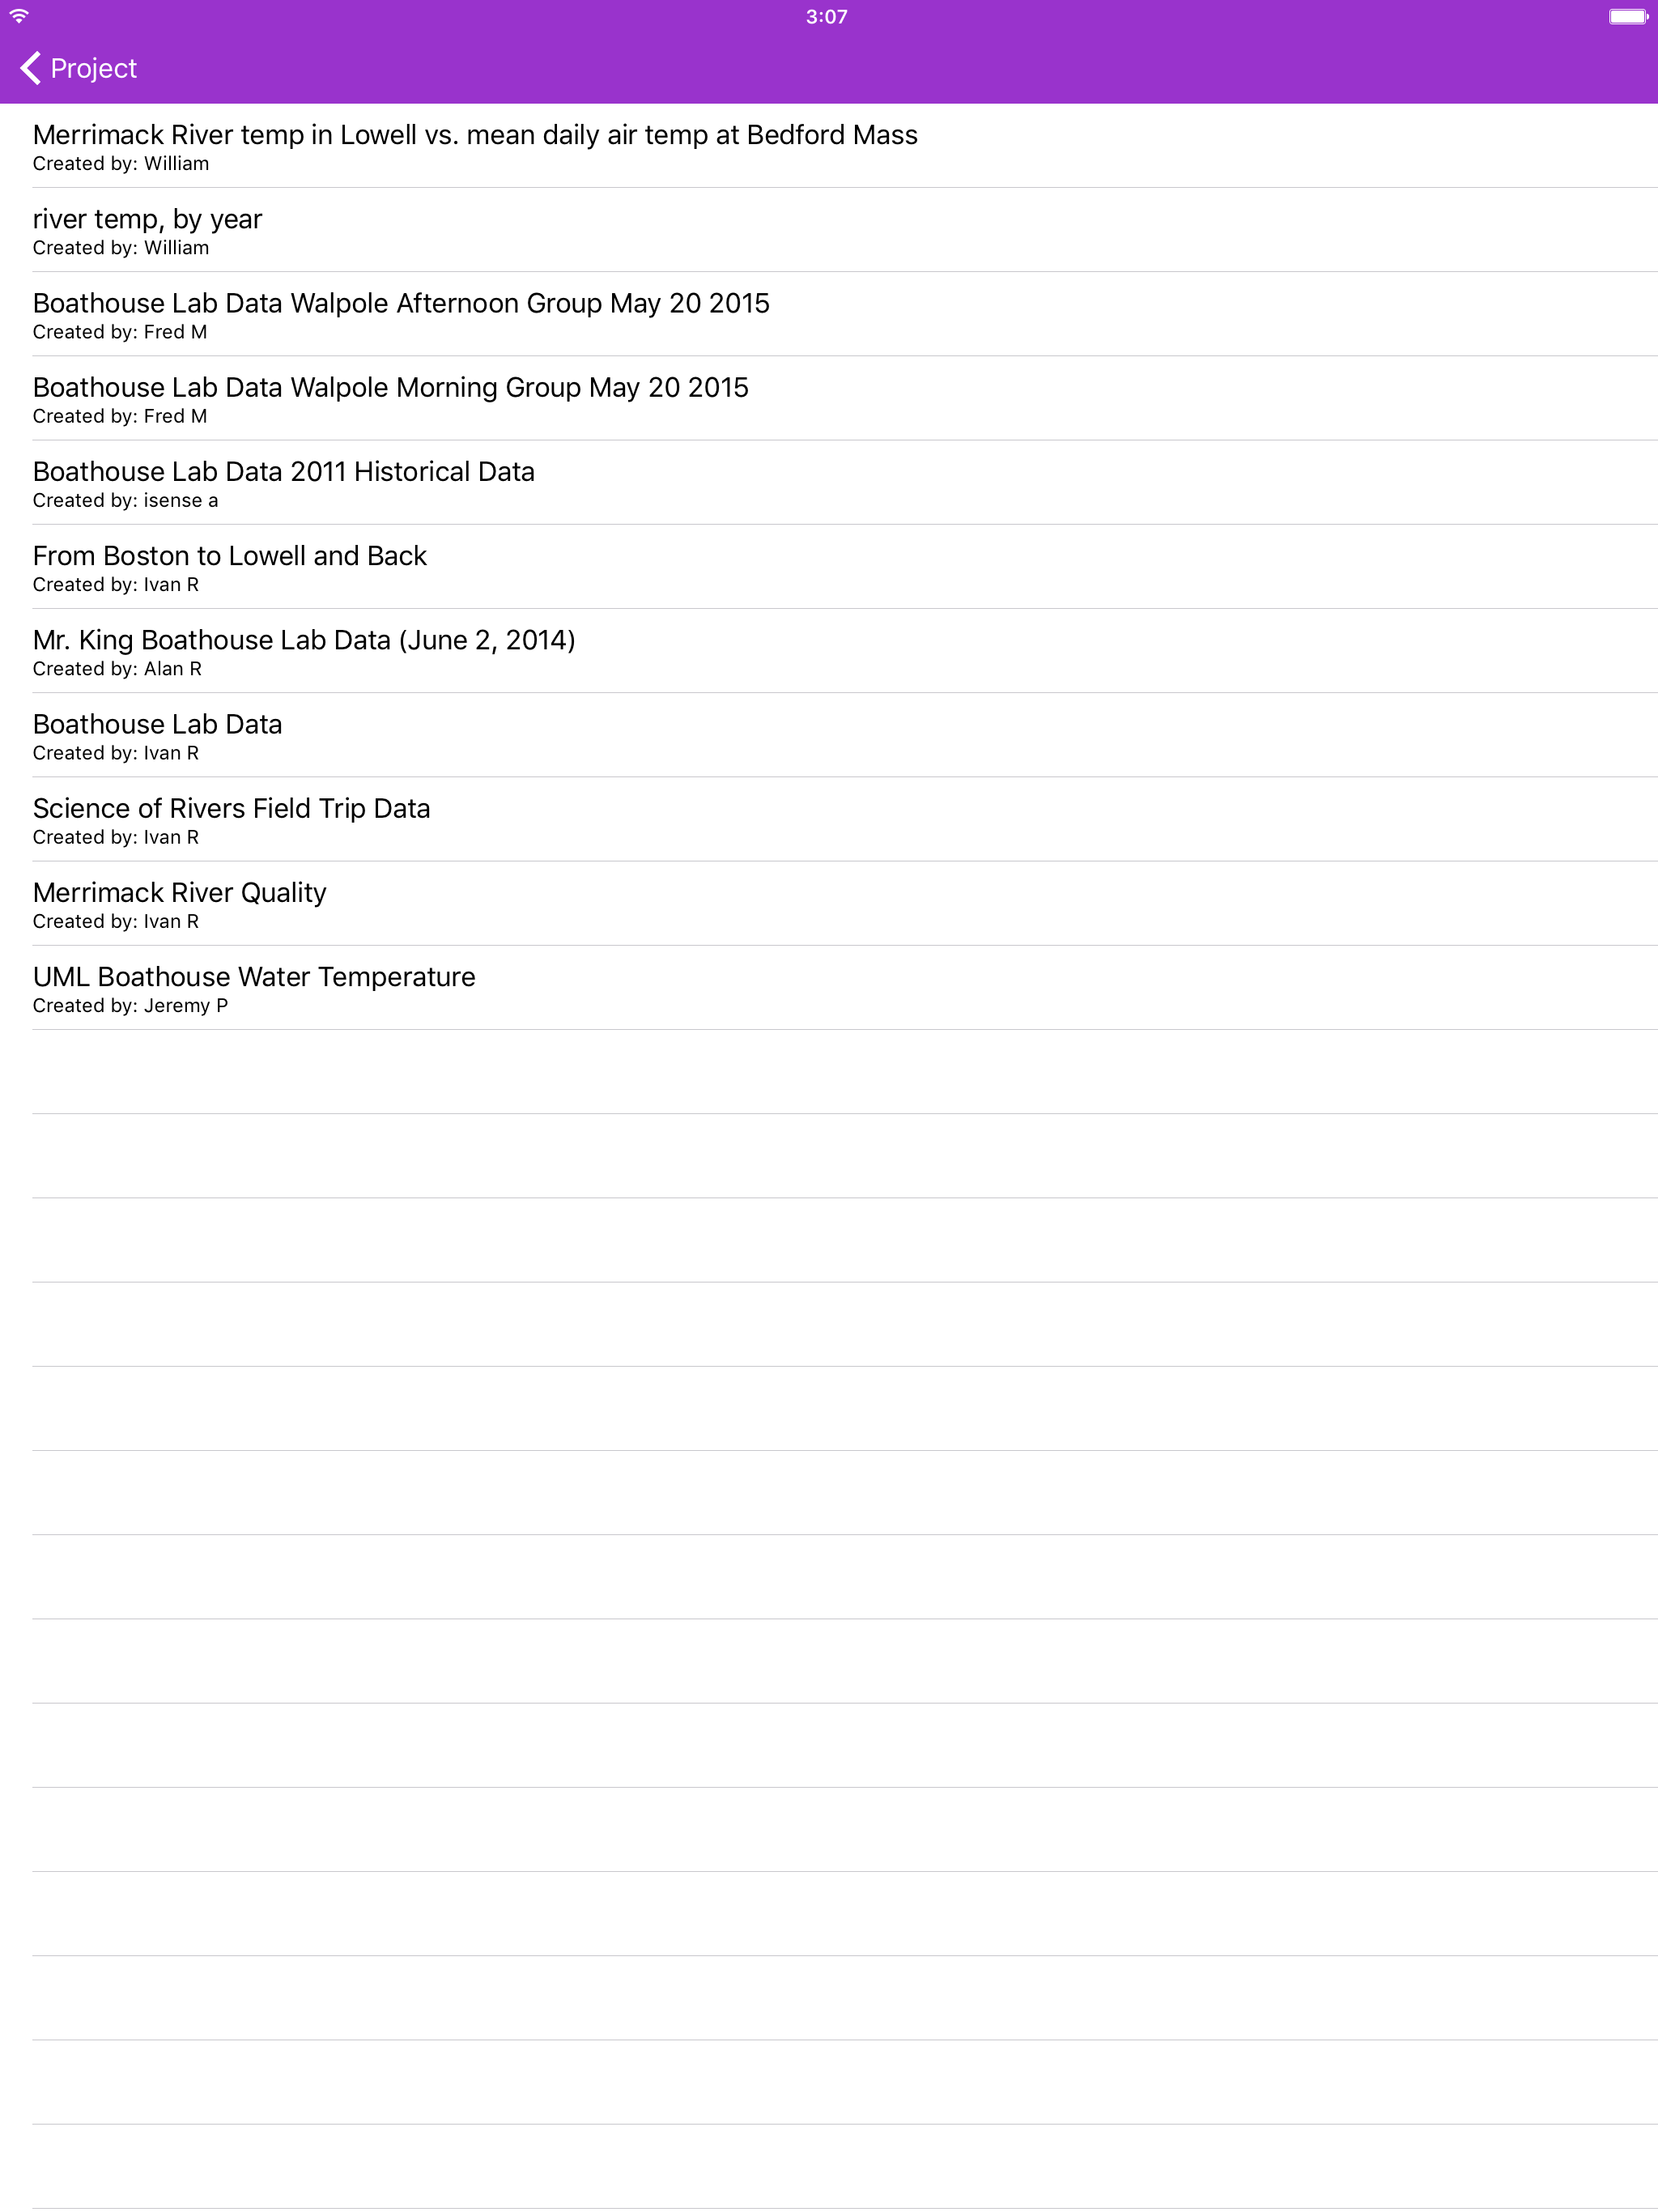 3:07
Project
Merrimack River temp in Lowell vs. mean daily air temp at Bedford Mass
Created by: William
river temp, by year
Created by: William
Boathouse Lab Data Walpole Afternoon Group May 20 2015
Created by: Fred M
Boathouse Lab Data Walpole Morning Group May 20 2015
Created by: Fred M
Boathouse Lab Data 2011 Historical Data
Created by: isense a
From Boston to Lowell and Back
Created by: Ivan R
Mr. King Boathouse Lab Data (June 2, 2014)
Created by: Alan R
Boathouse Lab Data
Created by: Ivan R
Science of Rivers Field Trip Data
Created by: Ivan R
Merrimack River Quality
Created by: Ivan R
UML Boathouse Water Temperature
Created by: Jeremy P